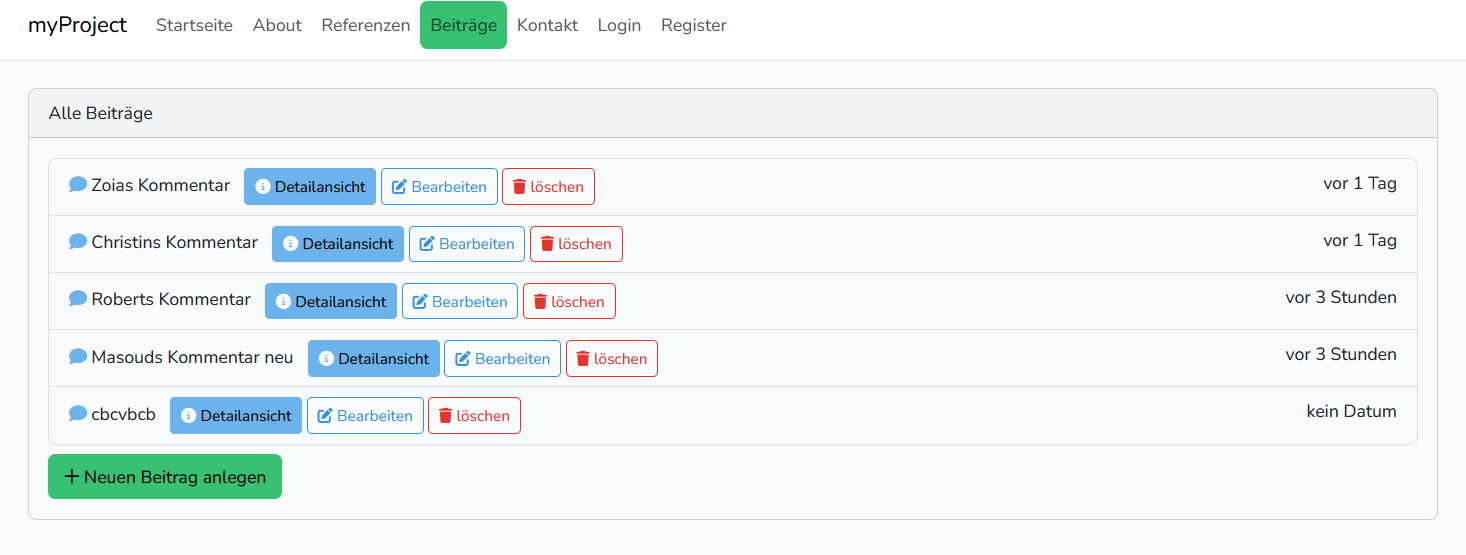 myProject Startseite About Referenzen Beiträge Kontakt Login Register
Alle Beiträge
Zoias Kommentar Detailansicht Bearbeiten löschen vor 1 Tag
Christins Kommentar Detailansicht Bearbeiten löschen vor 1 Tag
Roberts Kommentar Detailansicht Bearbeiten löschen vor 3 Stunden
Masouds Kommentar neu Detailansicht Bearbeiten löschen vor 3 Stunden
cbcvbcb Detailansicht Bearbeiten löschen kein Datum
+ Neuen Beitrag anlegen